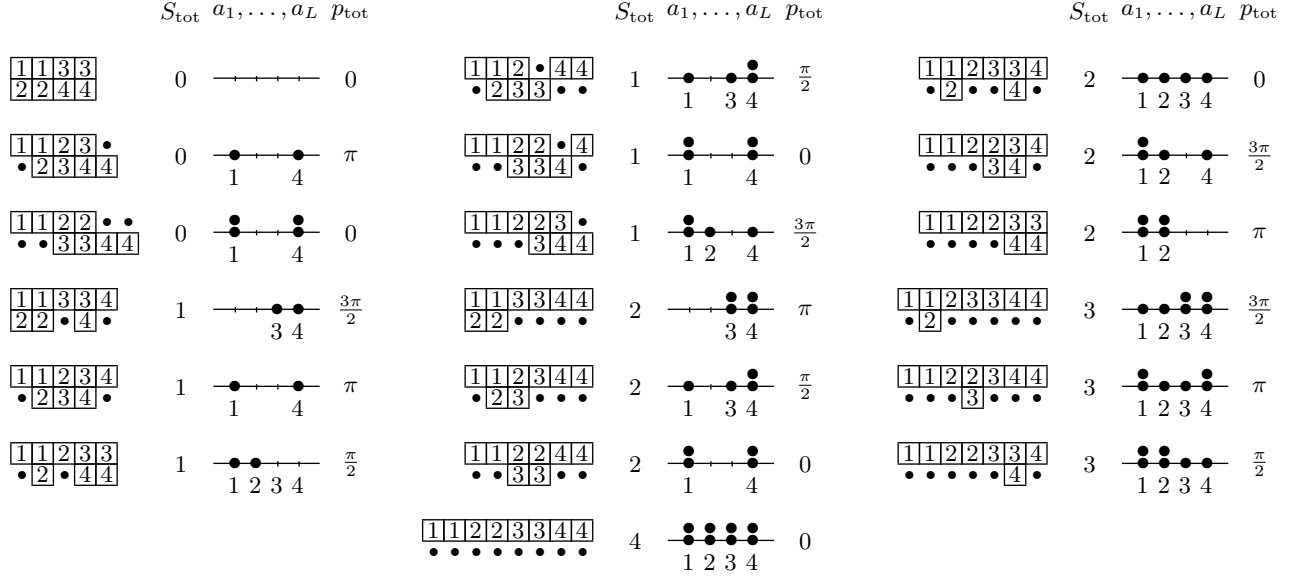 S_tot a_1, ..., a_L p_tot S_tot a_1, ..., a_L p_tot S_tot a_1, ..., a_L p_tot
1 1 3 3 1 1 2 • 4 4 1 1 2 3 3 4
2 2 4 4 0 0 • 2 3 3 • • 1 π/2 • 2 • • 4 • 2 0
1 3 4 1 2 3 4
1 1 2 3 • 1 1 2 2 • 4 1 1 2 2 3 4
• 2 3 4 4 0 π • • 3 3 4 • 1 0 • • • 3 4 • 2 3π/2
1 4 1 4 1 2 4
1 1 2 2 • • 1 1 2 2 3 • 1 1 2 2 3 3
• • 3 3 4 4 0 0 • • • 3 4 4 1 3π/2 • • • • 4 4 2 π
1 4 1 2 4 1 2
1 1 3 3 4 1 1 3 3 4 4 1 1 2 3 3 4 4
2 2 • 4 • 1 3π/2 2 2 • • • • 2 π • 2 • • • • • 3 3π/2
3 4 3 4 1 2 3 4
1 1 2 3 4 1 1 2 3 4 4 1 1 2 2 3 4 4
• 2 3 4 • 1 π • 2 3 • • • 2 π/2 • • • 3 • • • 3 π
1 4 1 3 4 1 2 3 4
1 1 2 3 3 1 1 2 2 4 4 1 1 2 2 3 3 4
• 2 • 4 4 1 π/2 • • 3 3 • • 2 0 • • • • • 4 • 3 π/2
1 2 3 4 1 4 1 2 3 4
1 1 2 2 3 3 4 4
• • • • • • • • 4 0
1 2 3 4